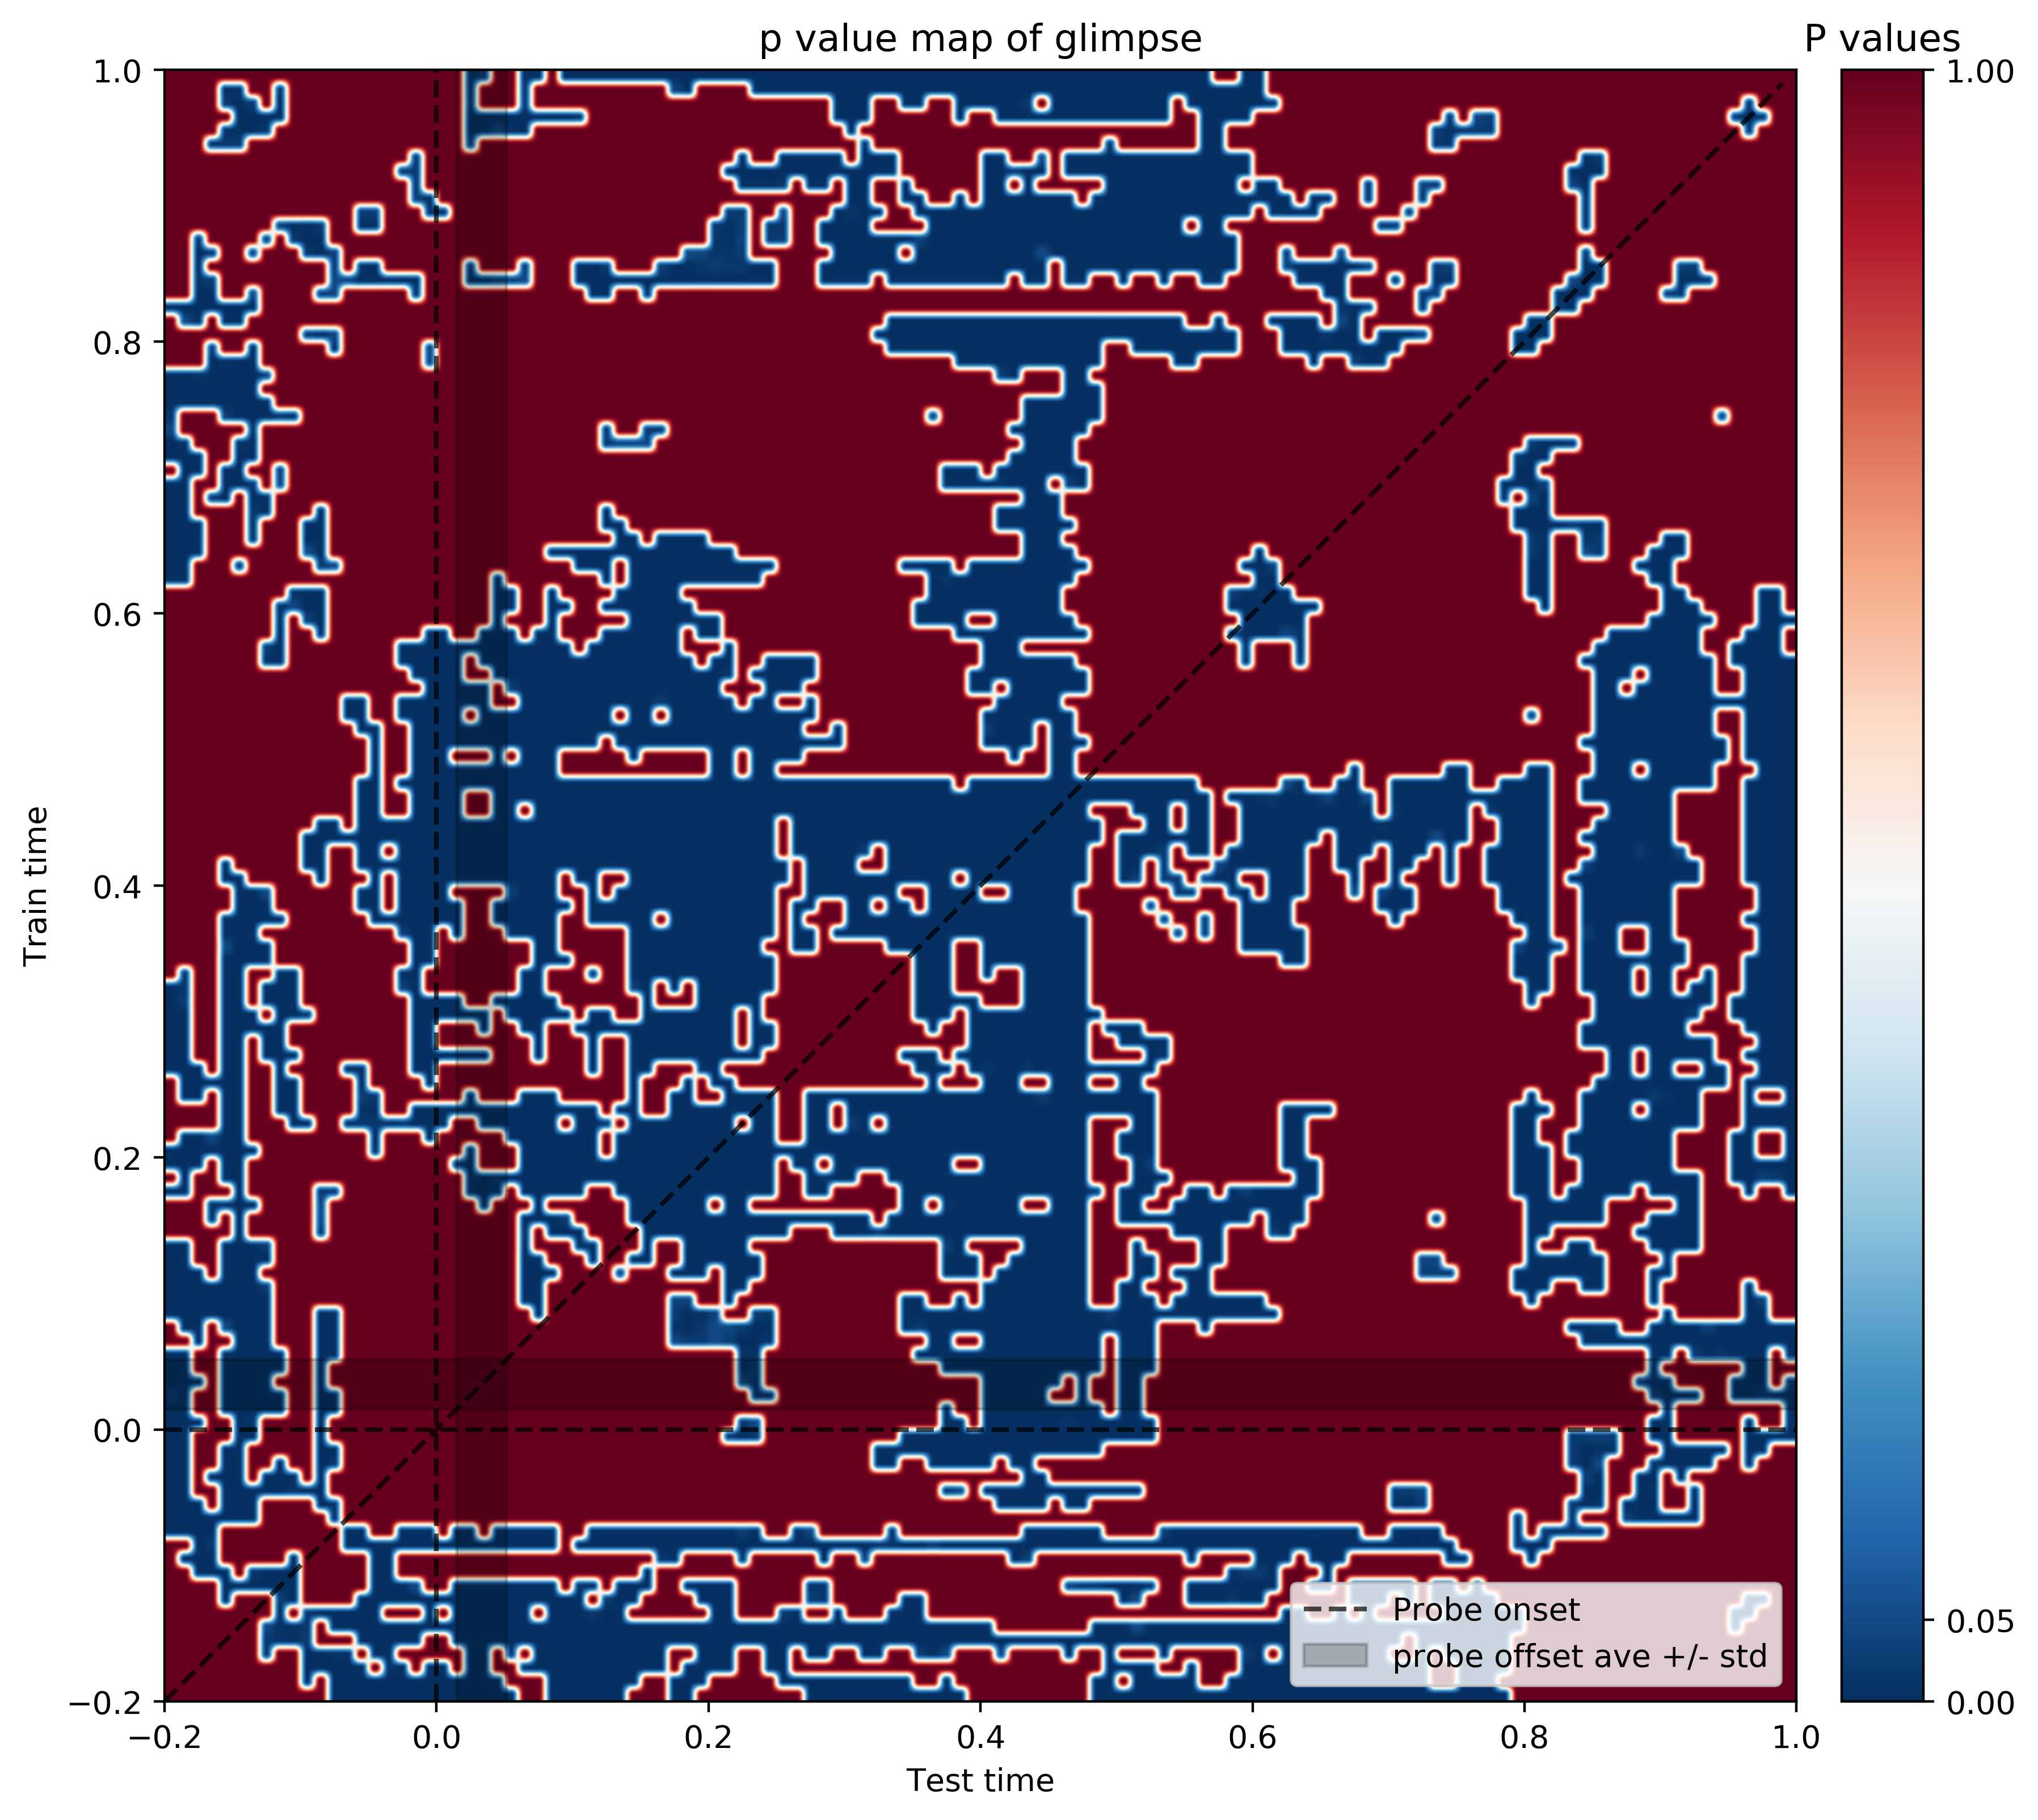 p value map of glimpse
P values
1.0
0.8
0.6
0.4
0.2
0.0
−0.2
Train time
−0.2
0.0
0.2
0.4
0.6
0.8
1.0
Test time
Probe onset
probe offset ave +/- std
1.00
0.05
0.00